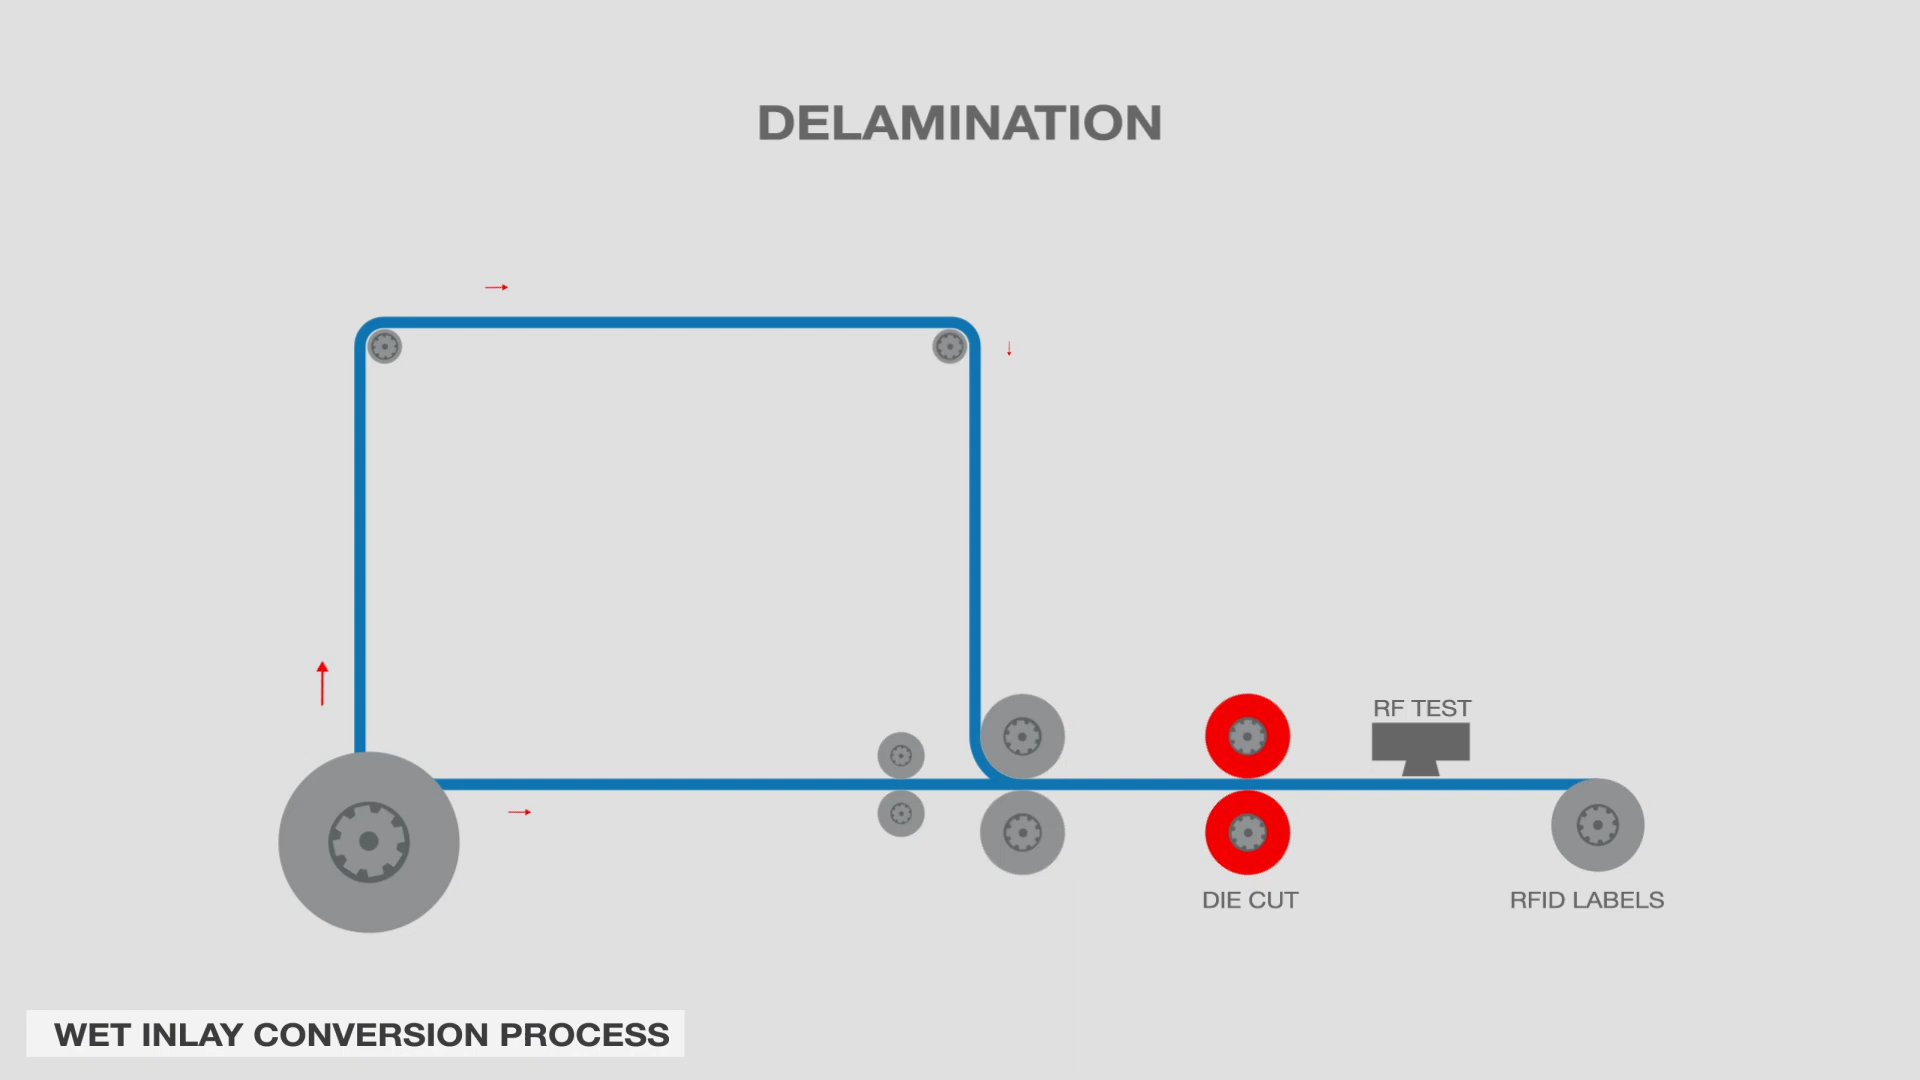 DELAMINATION
RF TEST
DIE CUT
RFID LABELS
WET INLAY CONVERSION PROCESS